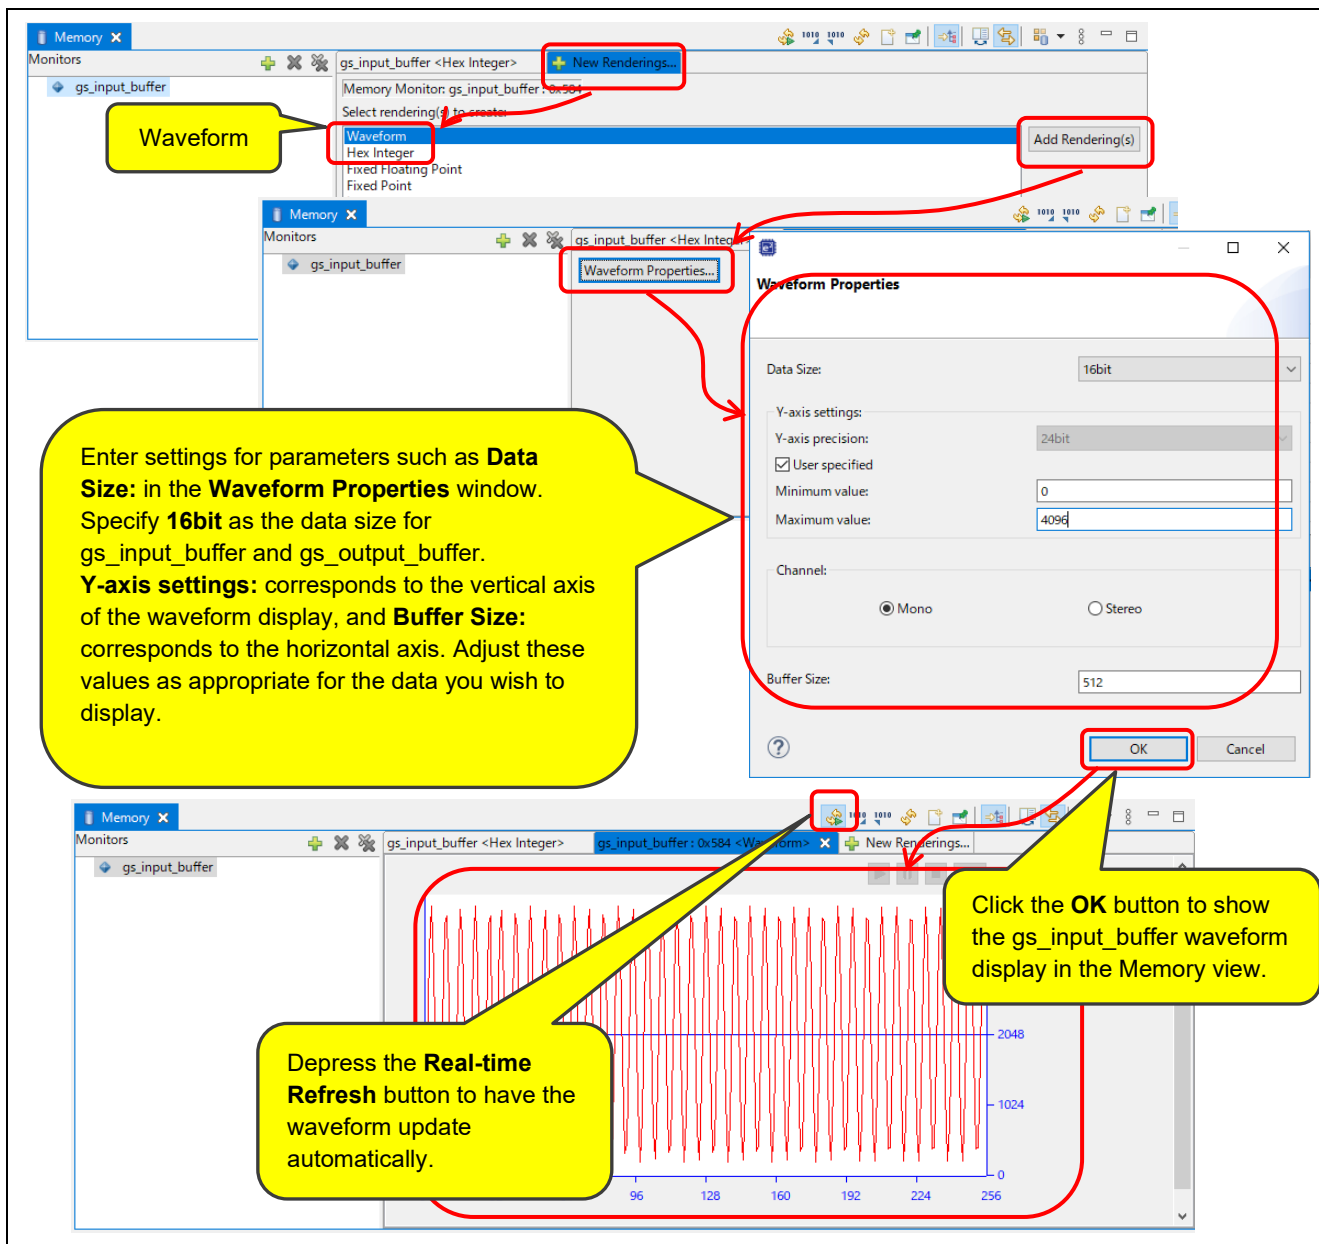 Memory
Monitors
gs_input_buffer
gs_input_buffer <Hex Integer>
New Renderings...
Memory Monitor: gs_input_buffer : 0x584
Select rendering(s) to create:
Waveform
Hex Integer
Fixed Floating Point
Fixed Point
Add Rendering(s)
Waveform
Memory
Monitors
gs_input_buffer
gs_input_buffer <Hex Integer>
Waveform Properties...
Waveform Properties
Data Size:
16bit
Y-axis settings:
Y-axis precision:
24bit
User specified
Minimum value:
0
Maximum value:
4096
Channel:
Mono
Stereo
Buffer Size:
512
OK
Cancel
Enter settings for parameters such as Data
Size: in the Waveform Properties window.
Specify 16bit as the data size for
gs_input_buffer and gs_output_buffer.
Y-axis settings: corresponds to the vertical axis
of the waveform display, and Buffer Size:
corresponds to the horizontal axis. Adjust these
values as appropriate for the data you wish to
display.
Memory
Monitors
gs_input_buffer
gs_input_buffer <Hex Integer>
gs_input_buffer : 0x584 <Waveform>
New Renderings...
Click the OK button to show
the gs_input_buffer waveform
display in the Memory view.
Depress the Real-time
Refresh button to have the
waveform update
automatically.
2048
1024
0
96
128
160
192
224
256